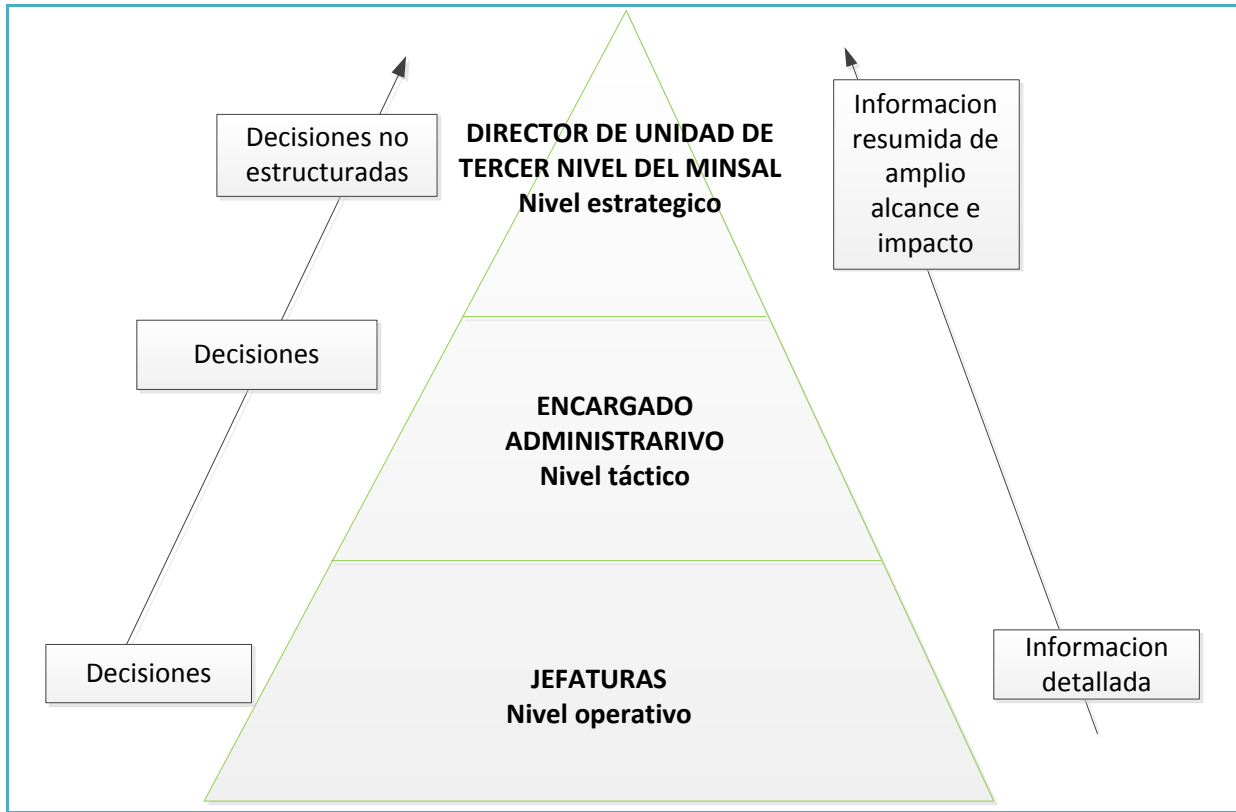 DIRECTOR DE UNIDAD DE
TERCER NIVEL DEL MINSAL
Nivel estrategico
Decisiones no
estructuradas
Informacion
resumida de
amplio
alcance e
impacto
Decisiones
ENCARGADO
ADMINISTRARIVO
Nivel táctico
Decisiones
JEFATURAS
Nivel operativo
Informacion
detallada